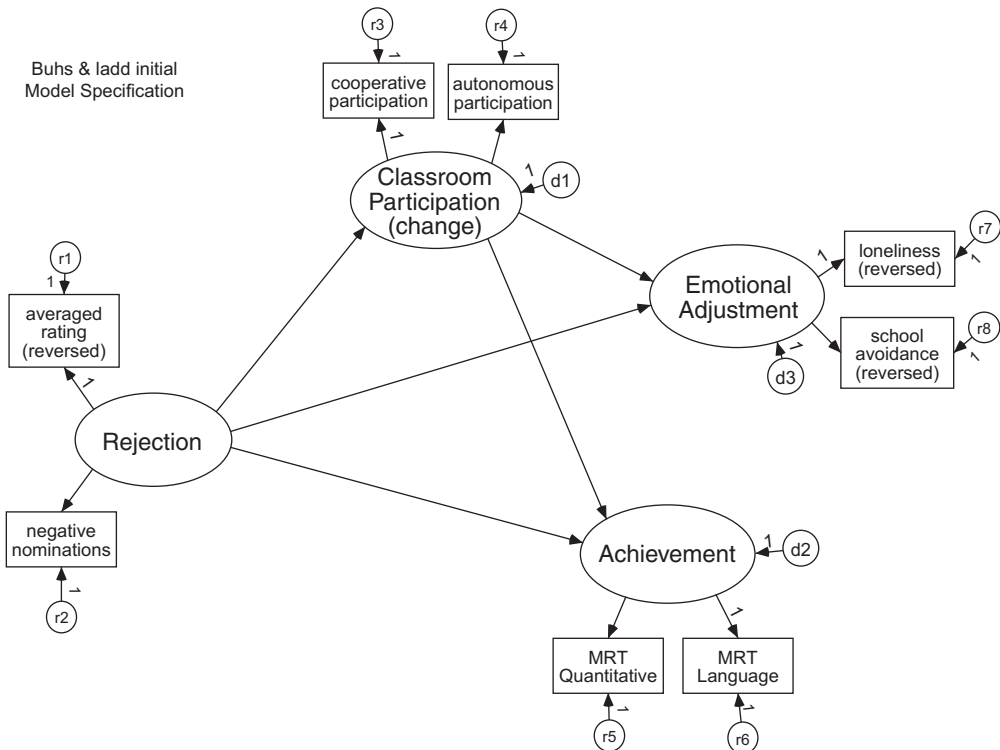 Buhs & ladd initial
Model Specification
r3
1
r4
1
cooperative
participation
autonomous
participation
1
Classroom
Participation
(change)
1
d1
r1
1
averaged
rating
(reversed)
1
loneliness
(reversed)
r7
1
1
Emotional
Adjustment
school
avoidance
(reversed)
r8
1
1
d3
Rejection
negative
nominations
1
r2
Achievement
1
d2
1
MRT
Quantitative
MRT
Language
1
r5
1
r6